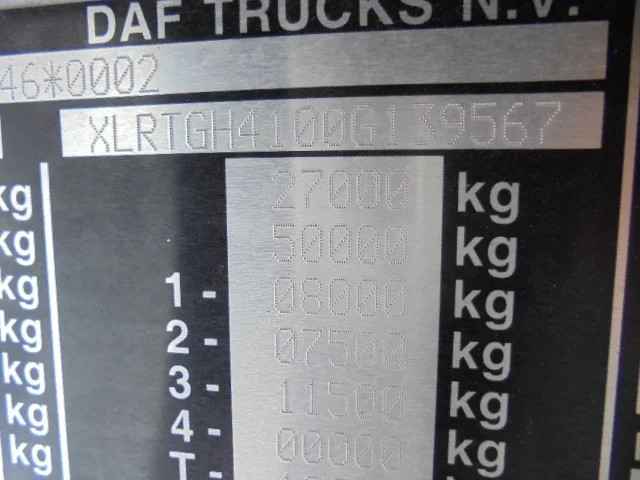 DAF TRUCKS N.V.
46*0002
XLRTGH4100G139567
kg 27000 kg
kg 50000 kg
kg 1- 08000 kg
kg 2- 07500 kg
kg 3- 11500 kg
kg 4- 00000 kg
kg T- kg